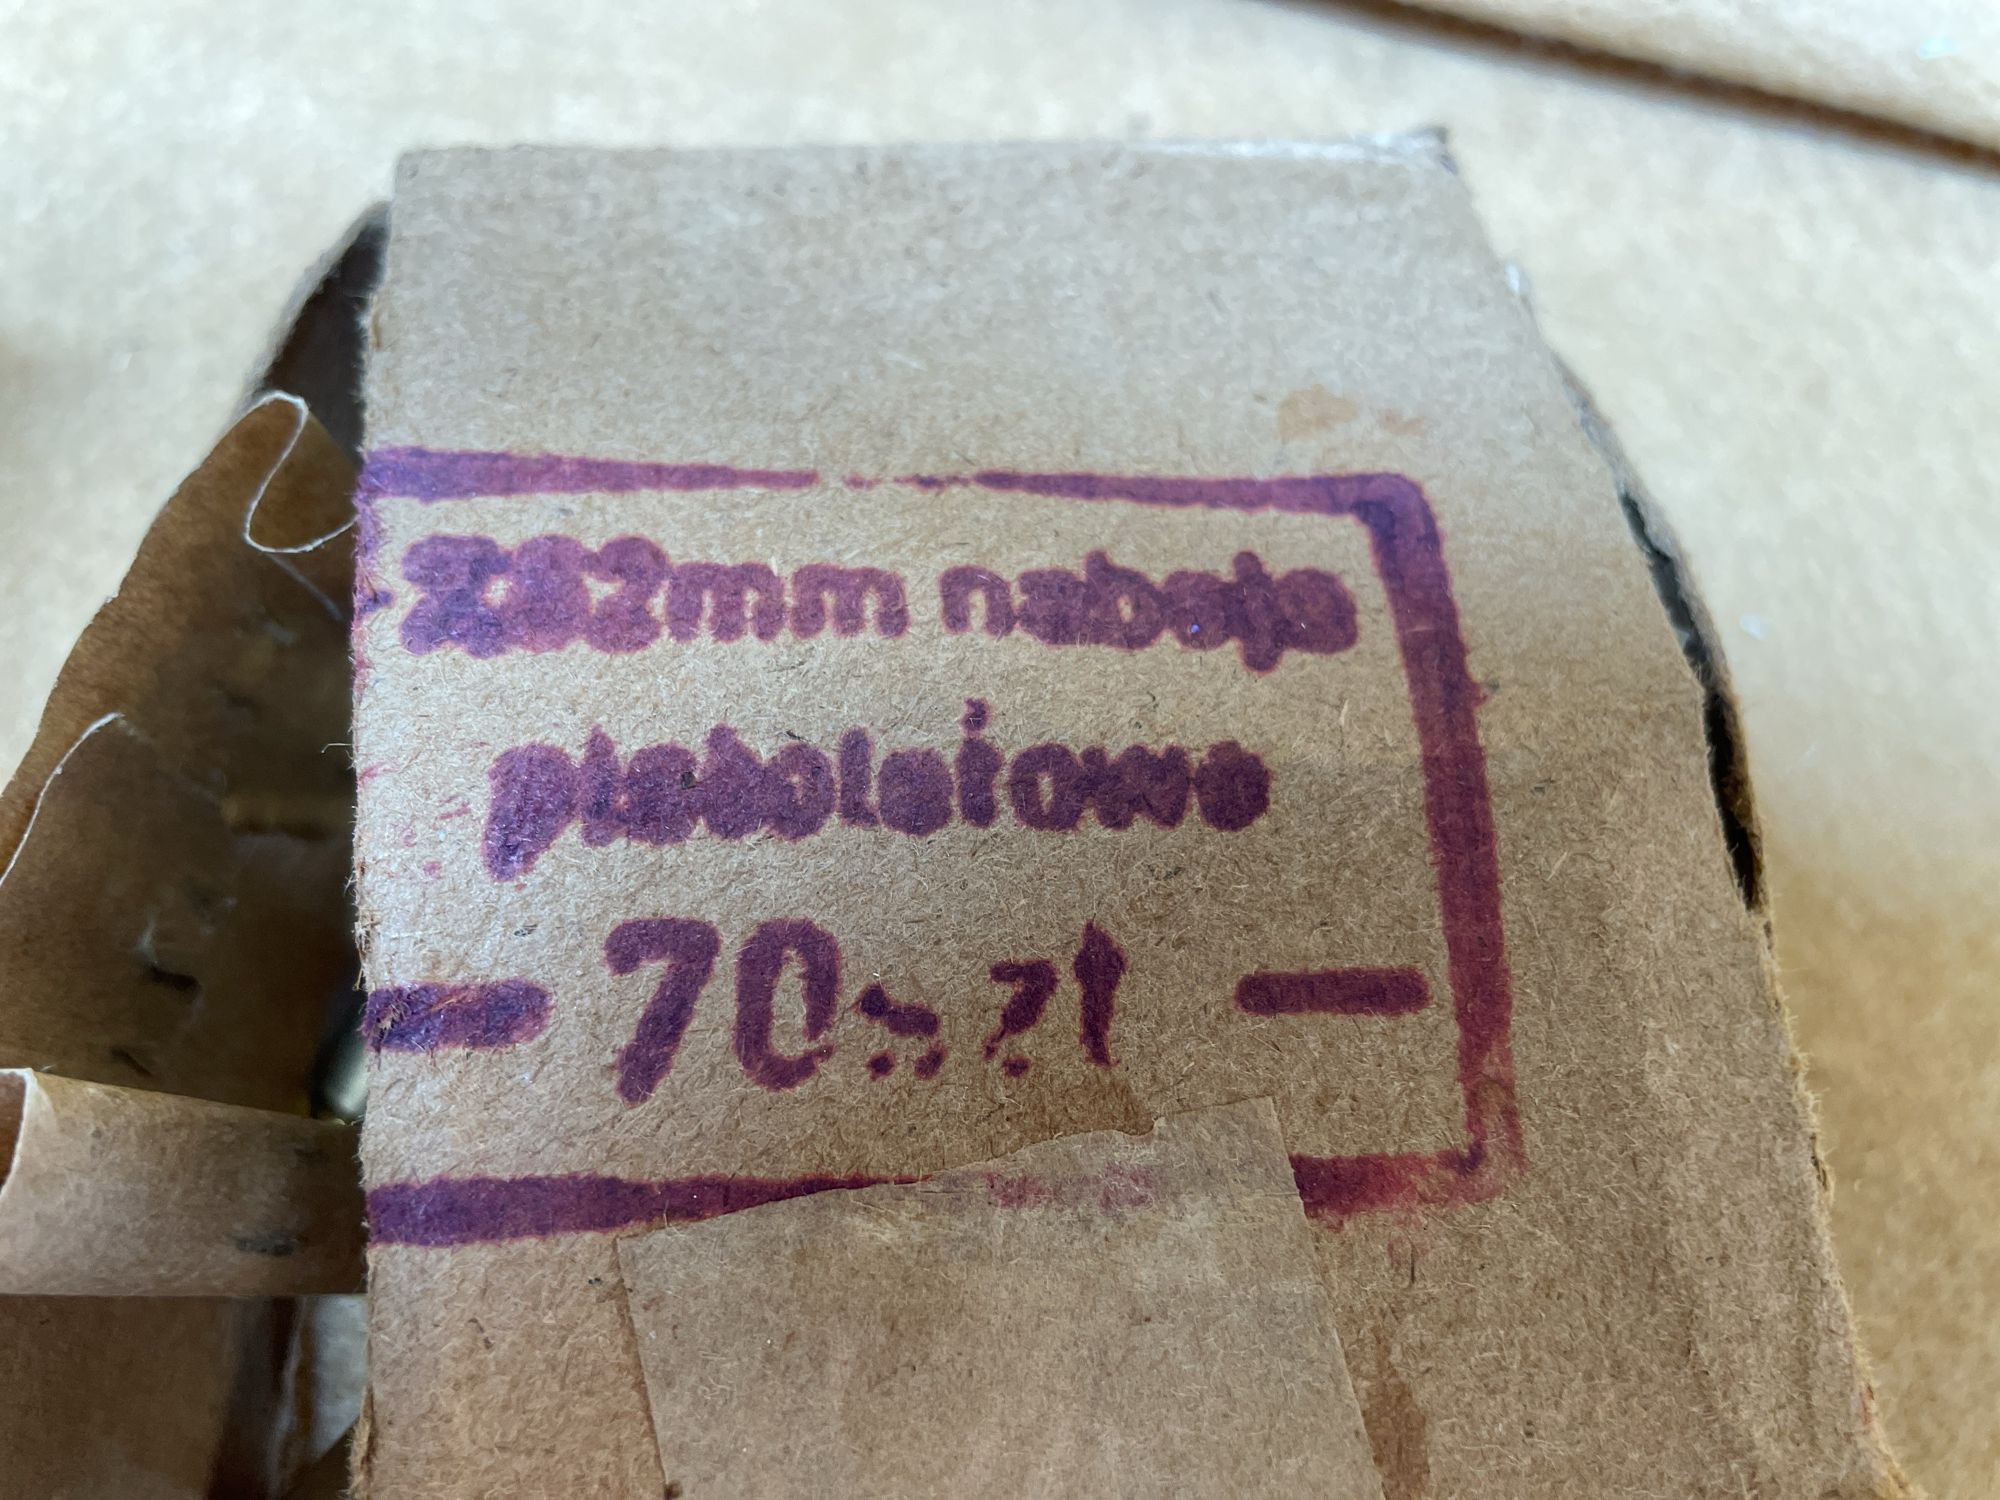 7,62mm naboje
pistoletowe
— 70 szt —